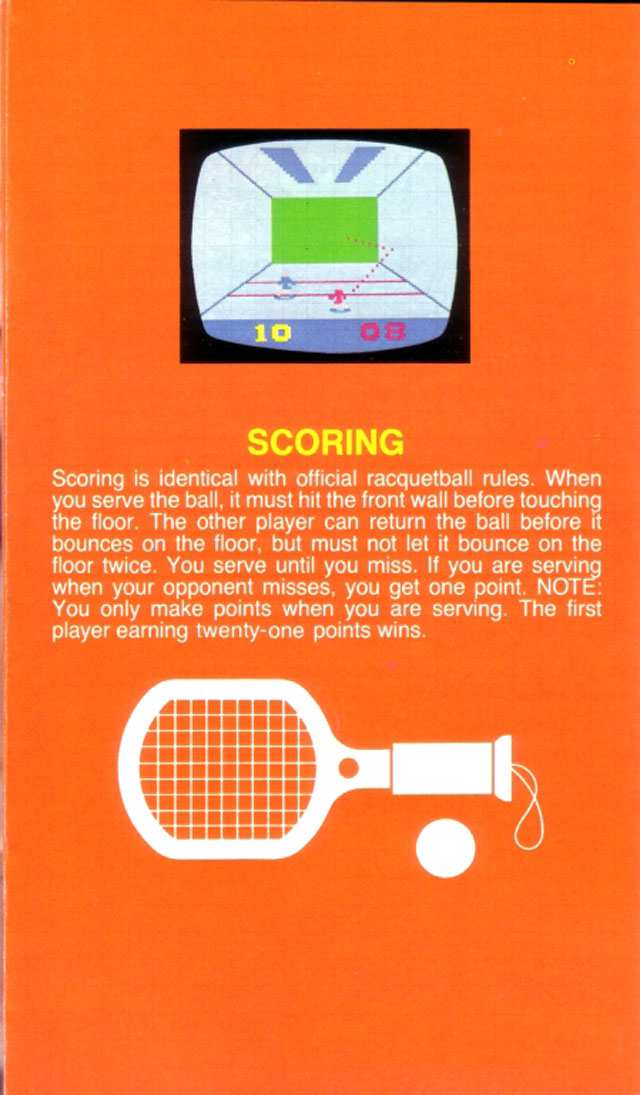 10 08
SCORING
Scoring is identical with official racquetball rules. When
you serve the ball, it must hit the front wall before touching
the floor. The other player can return the ball before it
bounces on the floor, but must not let it bounce on the
floor twice. You serve until you miss. If you are serving
when your opponent misses, you get one point. NOTE:
You only make points when you are serving. The first
player earning twenty-one points wins.